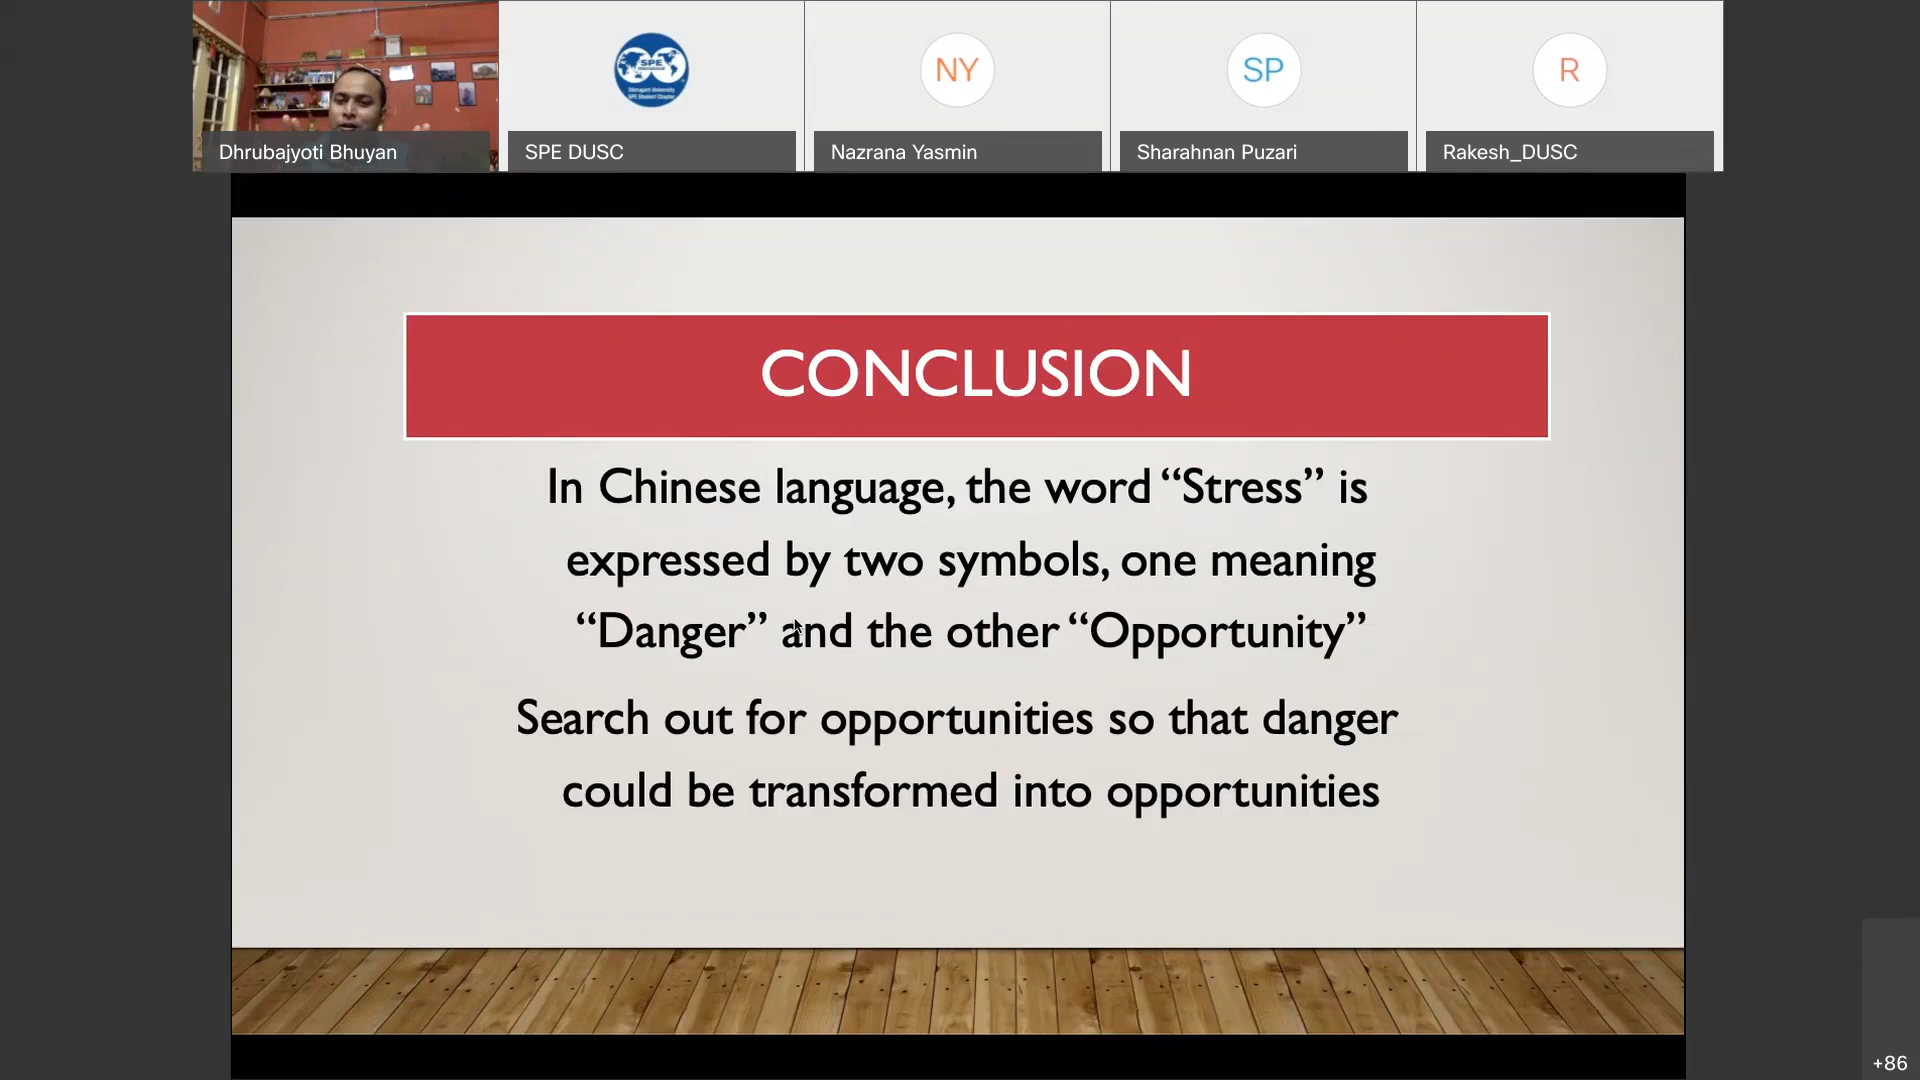 Dhrubajyoti Bhuyan
SPE
International
SPE DUSC
NY
Nazrana Yasmin
SP
Sharahnan Puzari
R
Rakesh_DUSC
CONCLUSION
In Chinese language, the word “Stress” is
expressed by two symbols, one meaning
“Danger” and the other “Opportunity”
Search out for opportunities so that danger
could be transformed into opportunities
+86